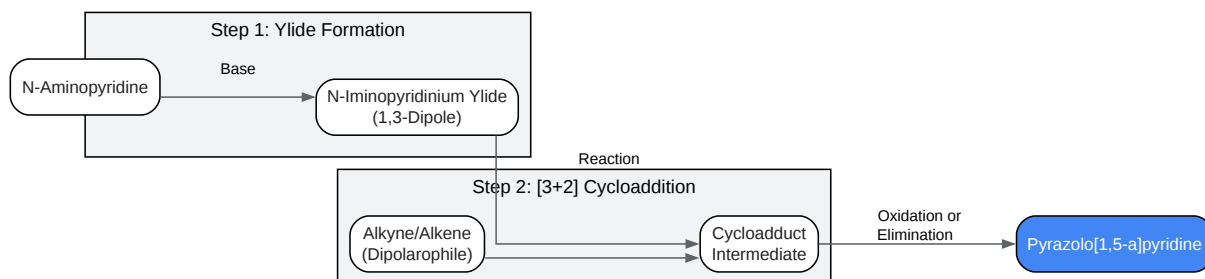 Step 1: Ylide Formation
N-Aminopyridine
Base
N-Iminopyridinium Ylide
(1,3-Dipole)
Reaction
Step 2: [3+2] Cycloaddition
Alkyne/Alkene
(Dipolarophile)
Cycloadduct
Intermediate
Oxidation or
Elimination
Pyrazolo[1,5-a]pyridine